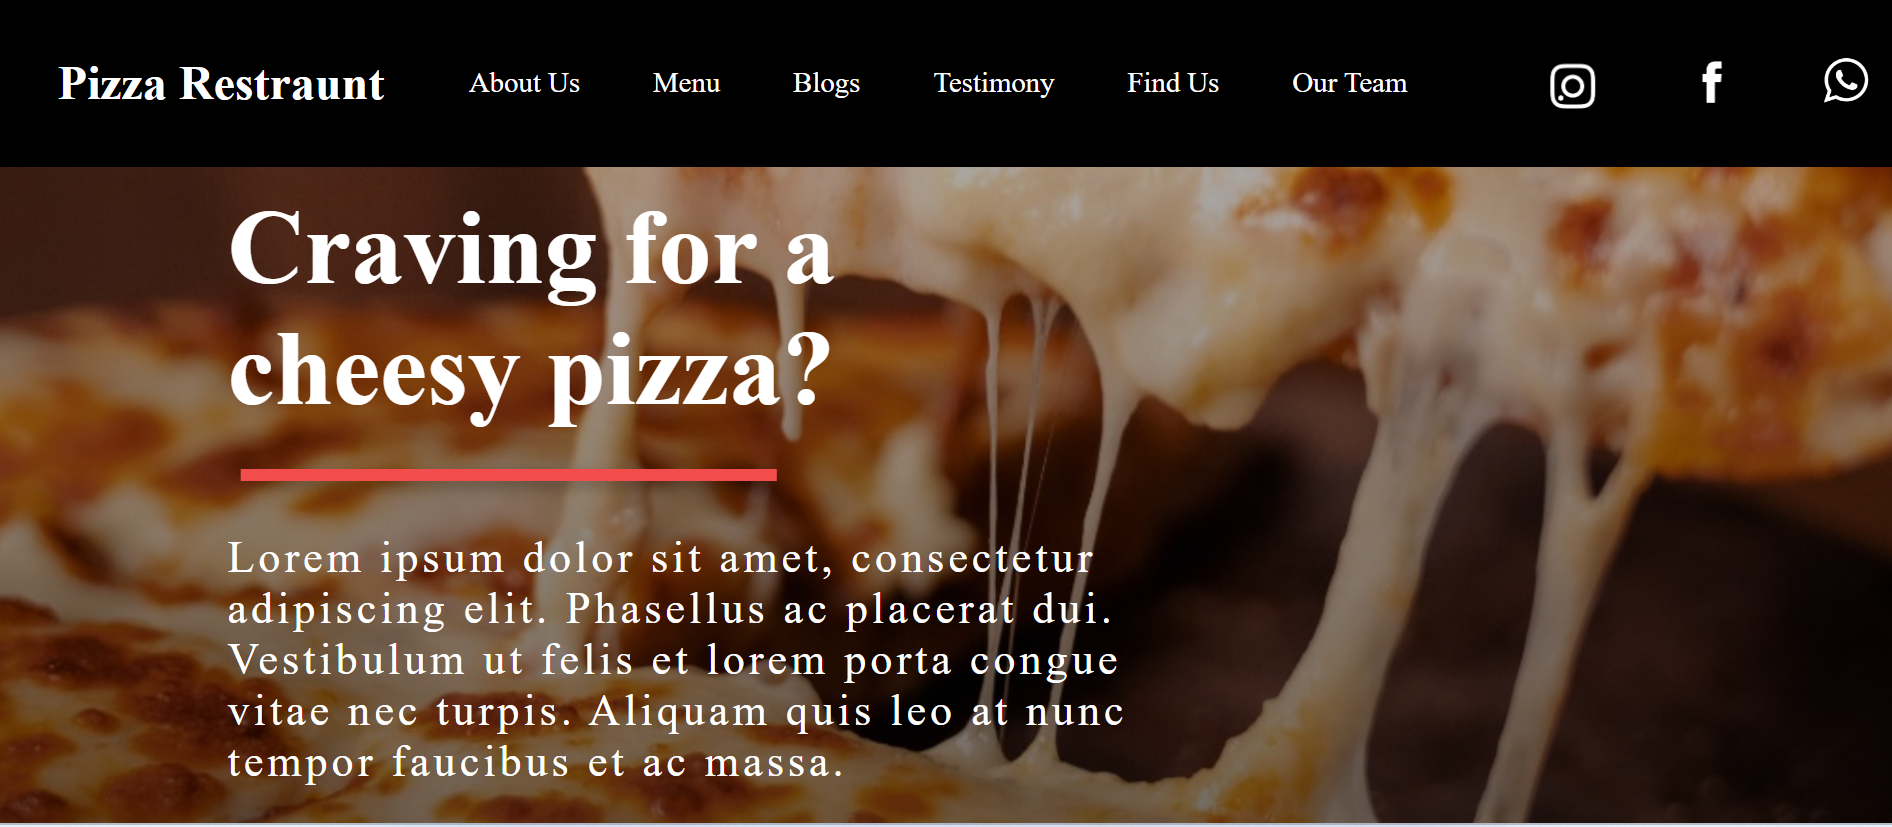 Pizza Restraunt
About Us
Menu
Blogs
Testimony
Find Us
Our Team
Craving for a
cheesy pizza?
Lorem ipsum dolor sit amet, consectetur
adipiscing elit. Phasellus ac placerat dui.
Vestibulum ut felis et lorem porta congue
vitae nec turpis. Aliquam quis leo at nunc
tempor faucibus et ac massa.